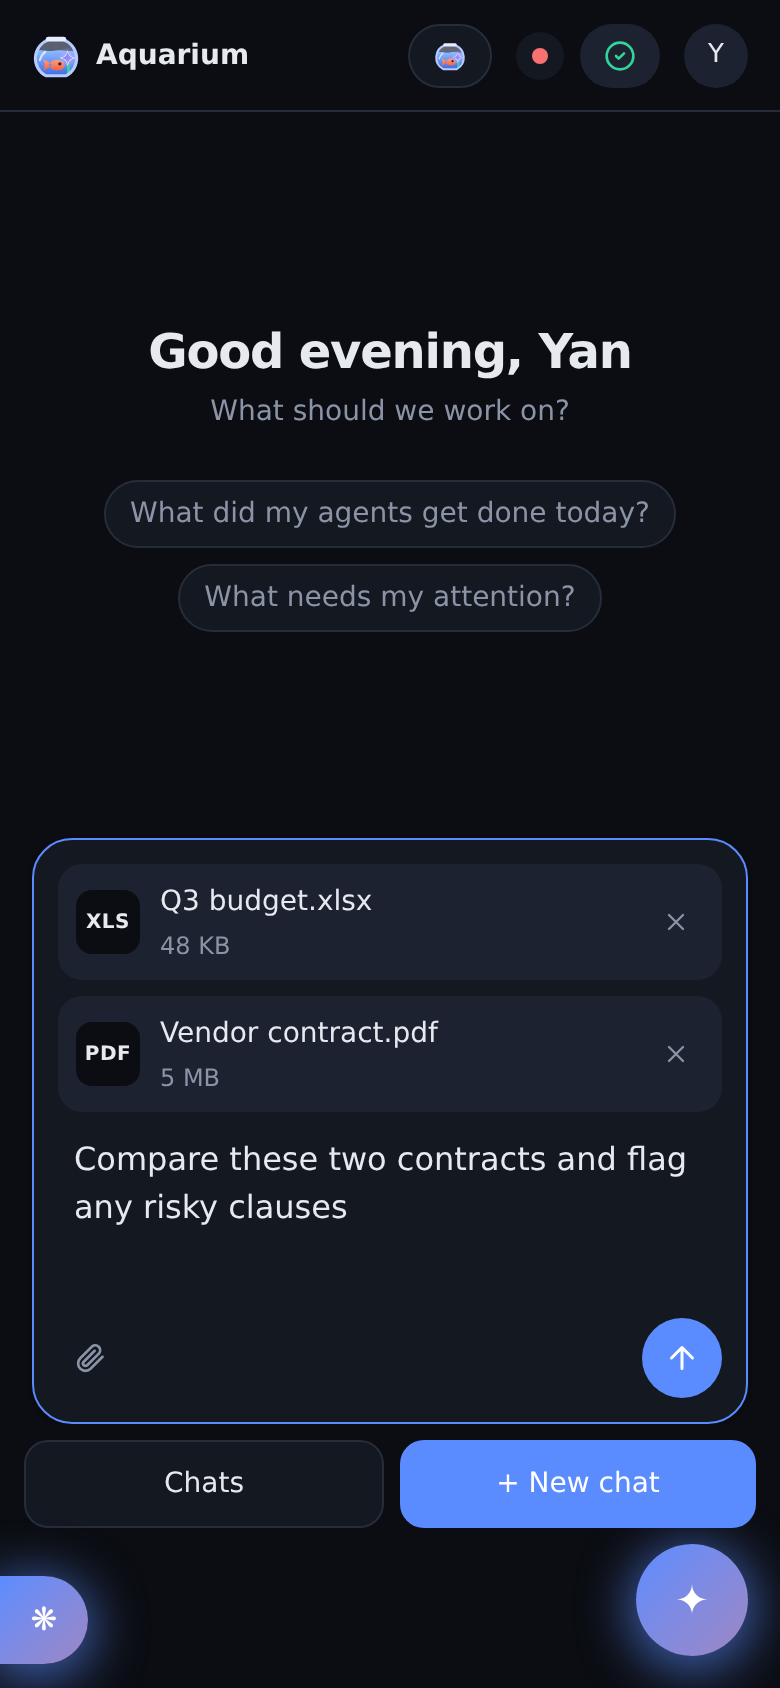 Aquarium
Y
Good evening, Yan
What should we work on?
What did my agents get done today?
What needs my attention?
XLS
Q3 budget.xlsx
48 KB
PDF
Vendor contract.pdf
5 MB
Compare these two contracts and flag
any risky clauses
Chats
+ New chat